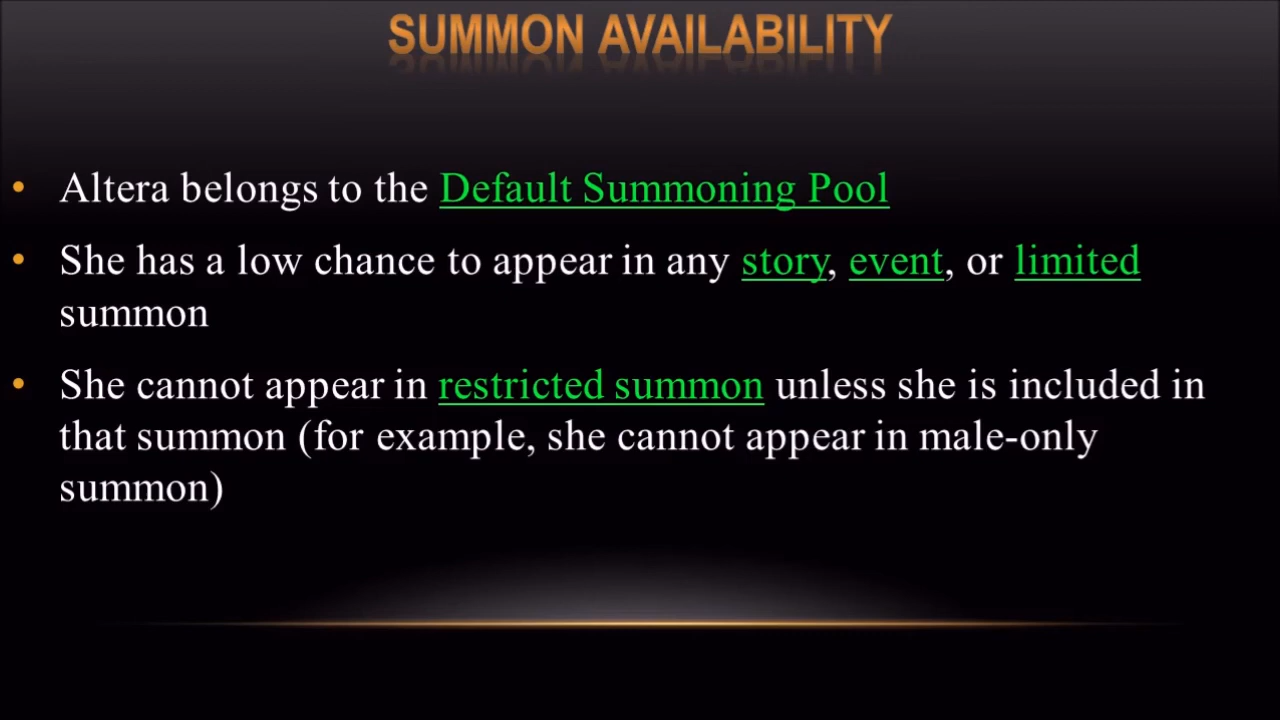 SUMMON AVAILABILITY
• Altera belongs to the Default Summoning Pool
• She has a low chance to appear in any story, event, or limited
summon
• She cannot appear in restricted summon unless she is included in
that summon (for example, she cannot appear in male-only
summon)